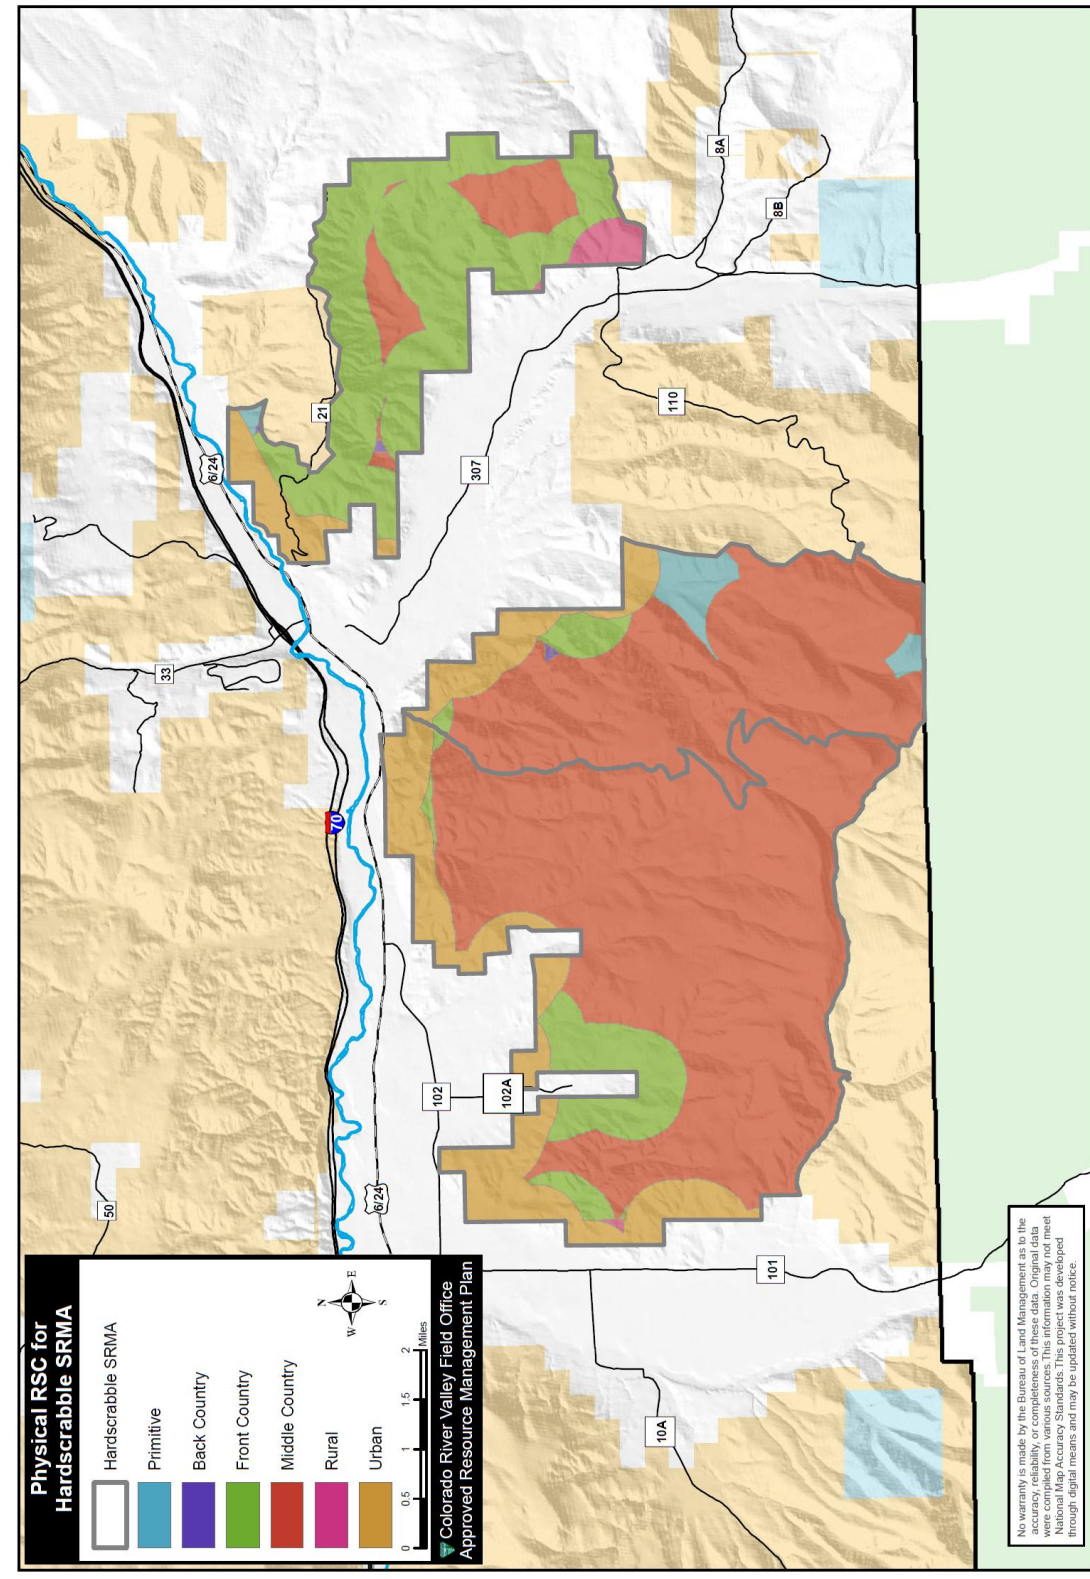 Physical RSC for
Hardscrabble SRMA
Hardscrabble SRMA
Primitive
Back Country
Front Country
Middle Country
Rural
Urban
N
W E
S
0 0.5 1 1.5 2
Miles
Colorado River Valley Field Office
Approved Resource Management Plan
50
33
6/24
70
21
6/24
102
102A
307
8A
8B
110
101
10A
No warranty is made by the Bureau of Land Management as to the
accuracy, reliability, or completeness of these data. Original data
were compiled from various sources. This information may not meet
National Map Accuracy Standards. This project was developed
through digital means and may be updated without notice.